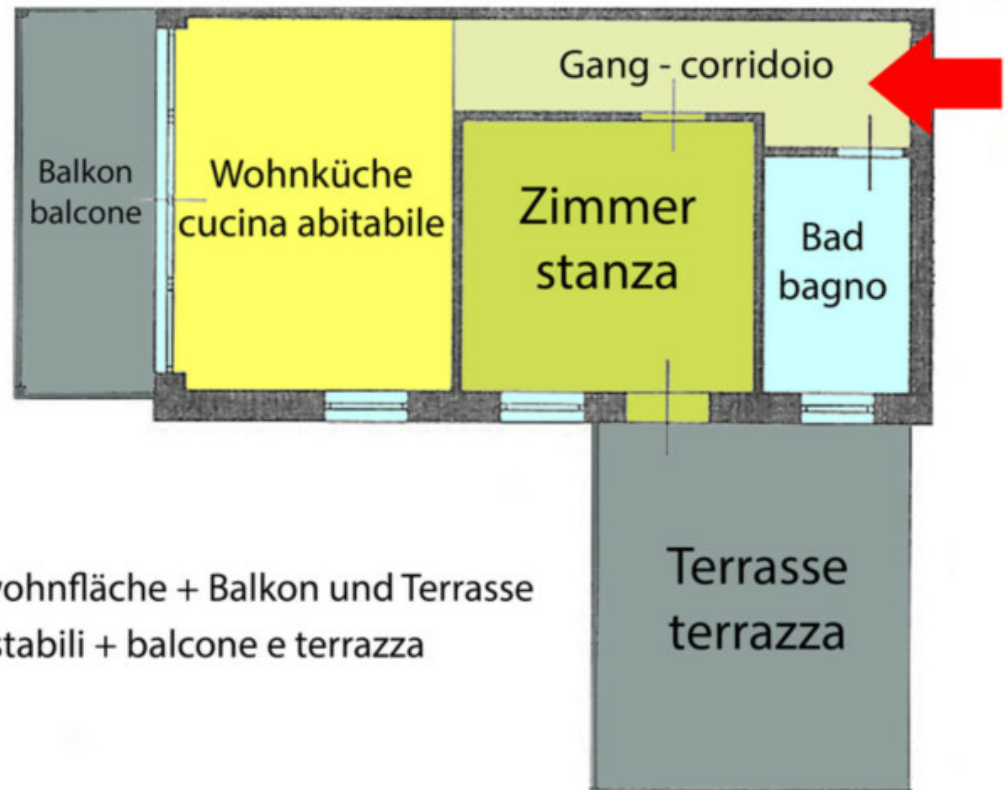 Gang - corridoio
Balkon
balcone
Wohnküche
cucina abitabile
Zimmer
stanza
Bad
bagno
Terrasse
terrazza
wohnfläche + Balkon und Terrasse
stabili + balcone e terrazza